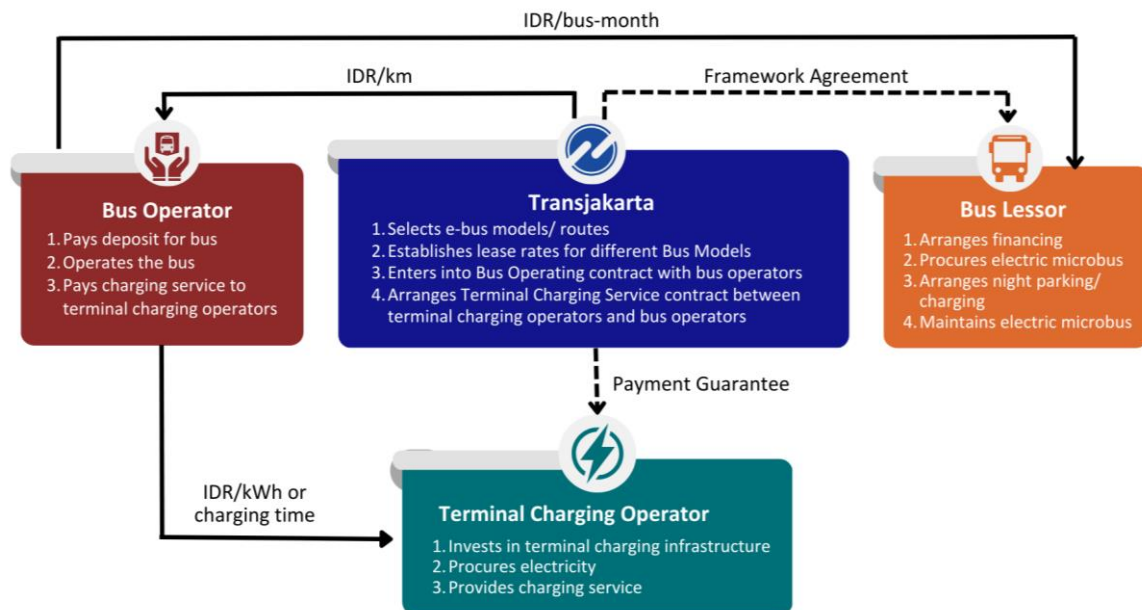 IDR/bus-month
IDR/km
Framework Agreement
Bus Operator
1. Pays deposit for bus
2. Operates the bus
3. Pays charging service to
terminal charging operators
Transjakarta
1. Selects e-bus models/ routes
2. Establishes lease rates for different Bus Models
3. Enters into Bus Operating contract with bus operators
4. Arranges Terminal Charging Service contract between
terminal charging operators and bus operators
Bus Lessor
1. Arranges financing
2. Procures electric microbus
3. Arranges night parking/
charging
4. Maintains electric microbus
Payment Guarantee
IDR/kWh or
charging time
Terminal Charging Operator
1. Invests in terminal charging infrastructure
2. Procures electricity
3. Provides charging service